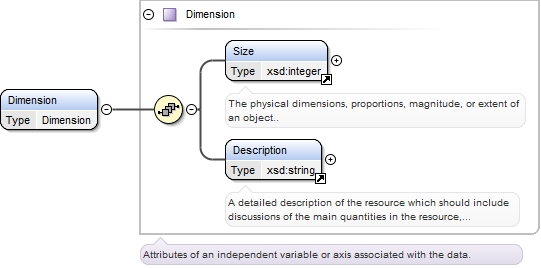 Dimension
Size
Type xsd:integer
The physical dimensions, proportions, magnitude, or extent of
an object..
Dimension
Type Dimension
Description
Type xsd:string
A detailed description of the resource which should include
discussions of the main quantities in the resource,...
Attributes of an independent variable or axis associated with the data.